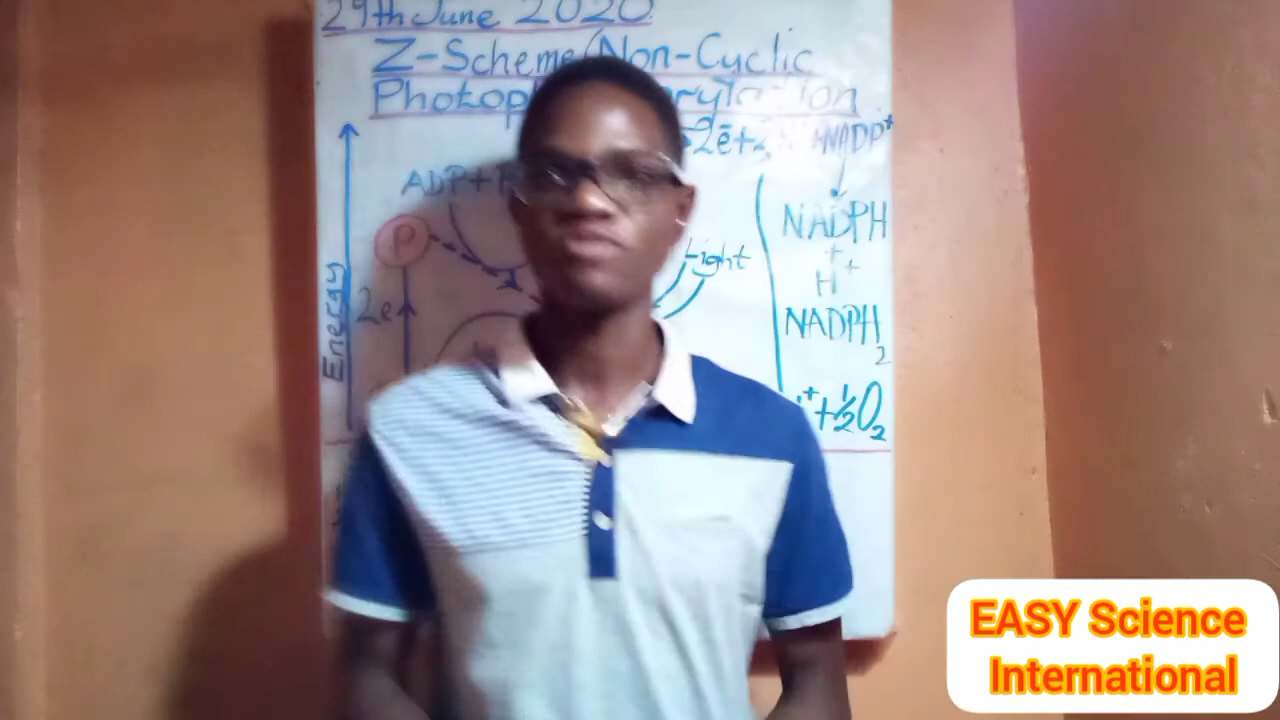 29th June 2020
Z-Scheme(Non-Cyclic
2e+
NADP+
ADP+
P
Light
NADPH
+
H+
2e
Energy
NADPH2
+½O2
EASY Science
International